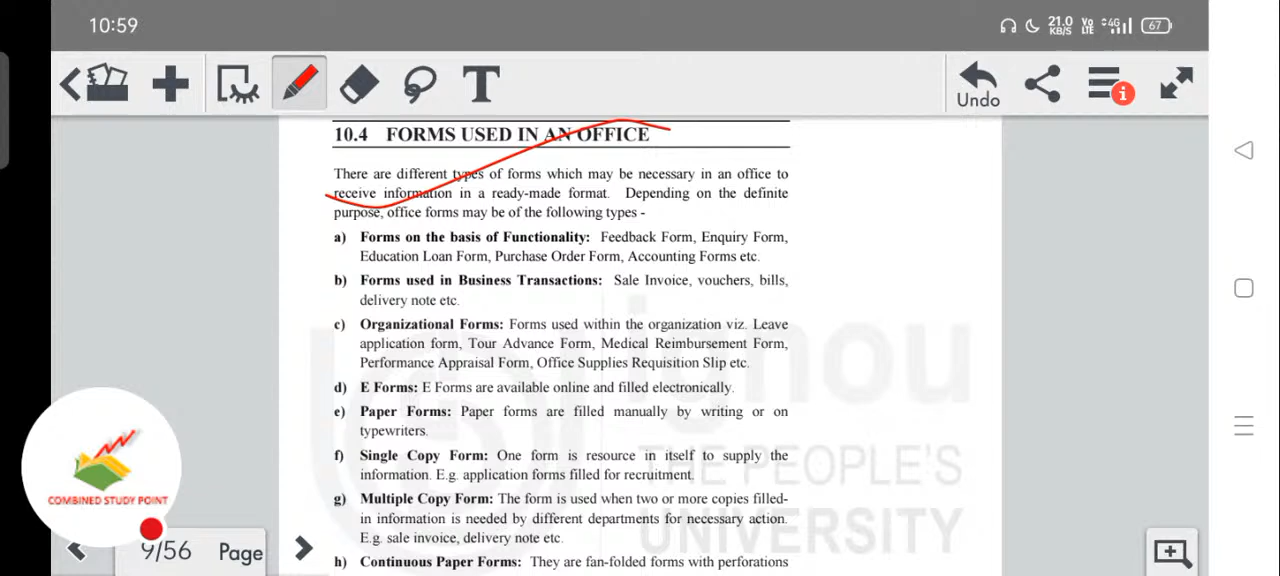 10:59
21.0
KB/S
Vo
LTE
4G
67
T
Undo
i
10.4 FORMS USED IN AN OFFICE
There are different types of forms which may be necessary in an office to
receive information in a ready-made format. Depending on the definite
purpose, office forms may be of the following types -
a) Forms on the basis of Functionality: Feedback Form, Enquiry Form,
Education Loan Form, Purchase Order Form, Accounting Forms etc.
b) Forms used in Business Transactions: Sale Invoice, vouchers, bills,
delivery note etc.
c) Organizational Forms: Forms used within the organization viz. Leave
application form, Tour Advance Form, Medical Reimbursement Form,
Performance Appraisal Form, Office Supplies Requisition Slip etc.
d) E Forms: E Forms are available online and filled electronically.
e) Paper Forms: Paper forms are filled manually by writing or on
typewriters.
f) Single Copy Form: One form is resource in itself to supply the
information. E.g. application forms filled for recruitment.
g) Multiple Copy Form: The form is used when two or more copies filled-
in information is needed by different departments for necessary action.
E.g. sale invoice, delivery note etc.
h) Continuous Paper Forms: They are fan-folded forms with perforations
ignou
THE PEOPLE'S
UNIVERSITY
COMBINED STUDY POINT
9/56 Page